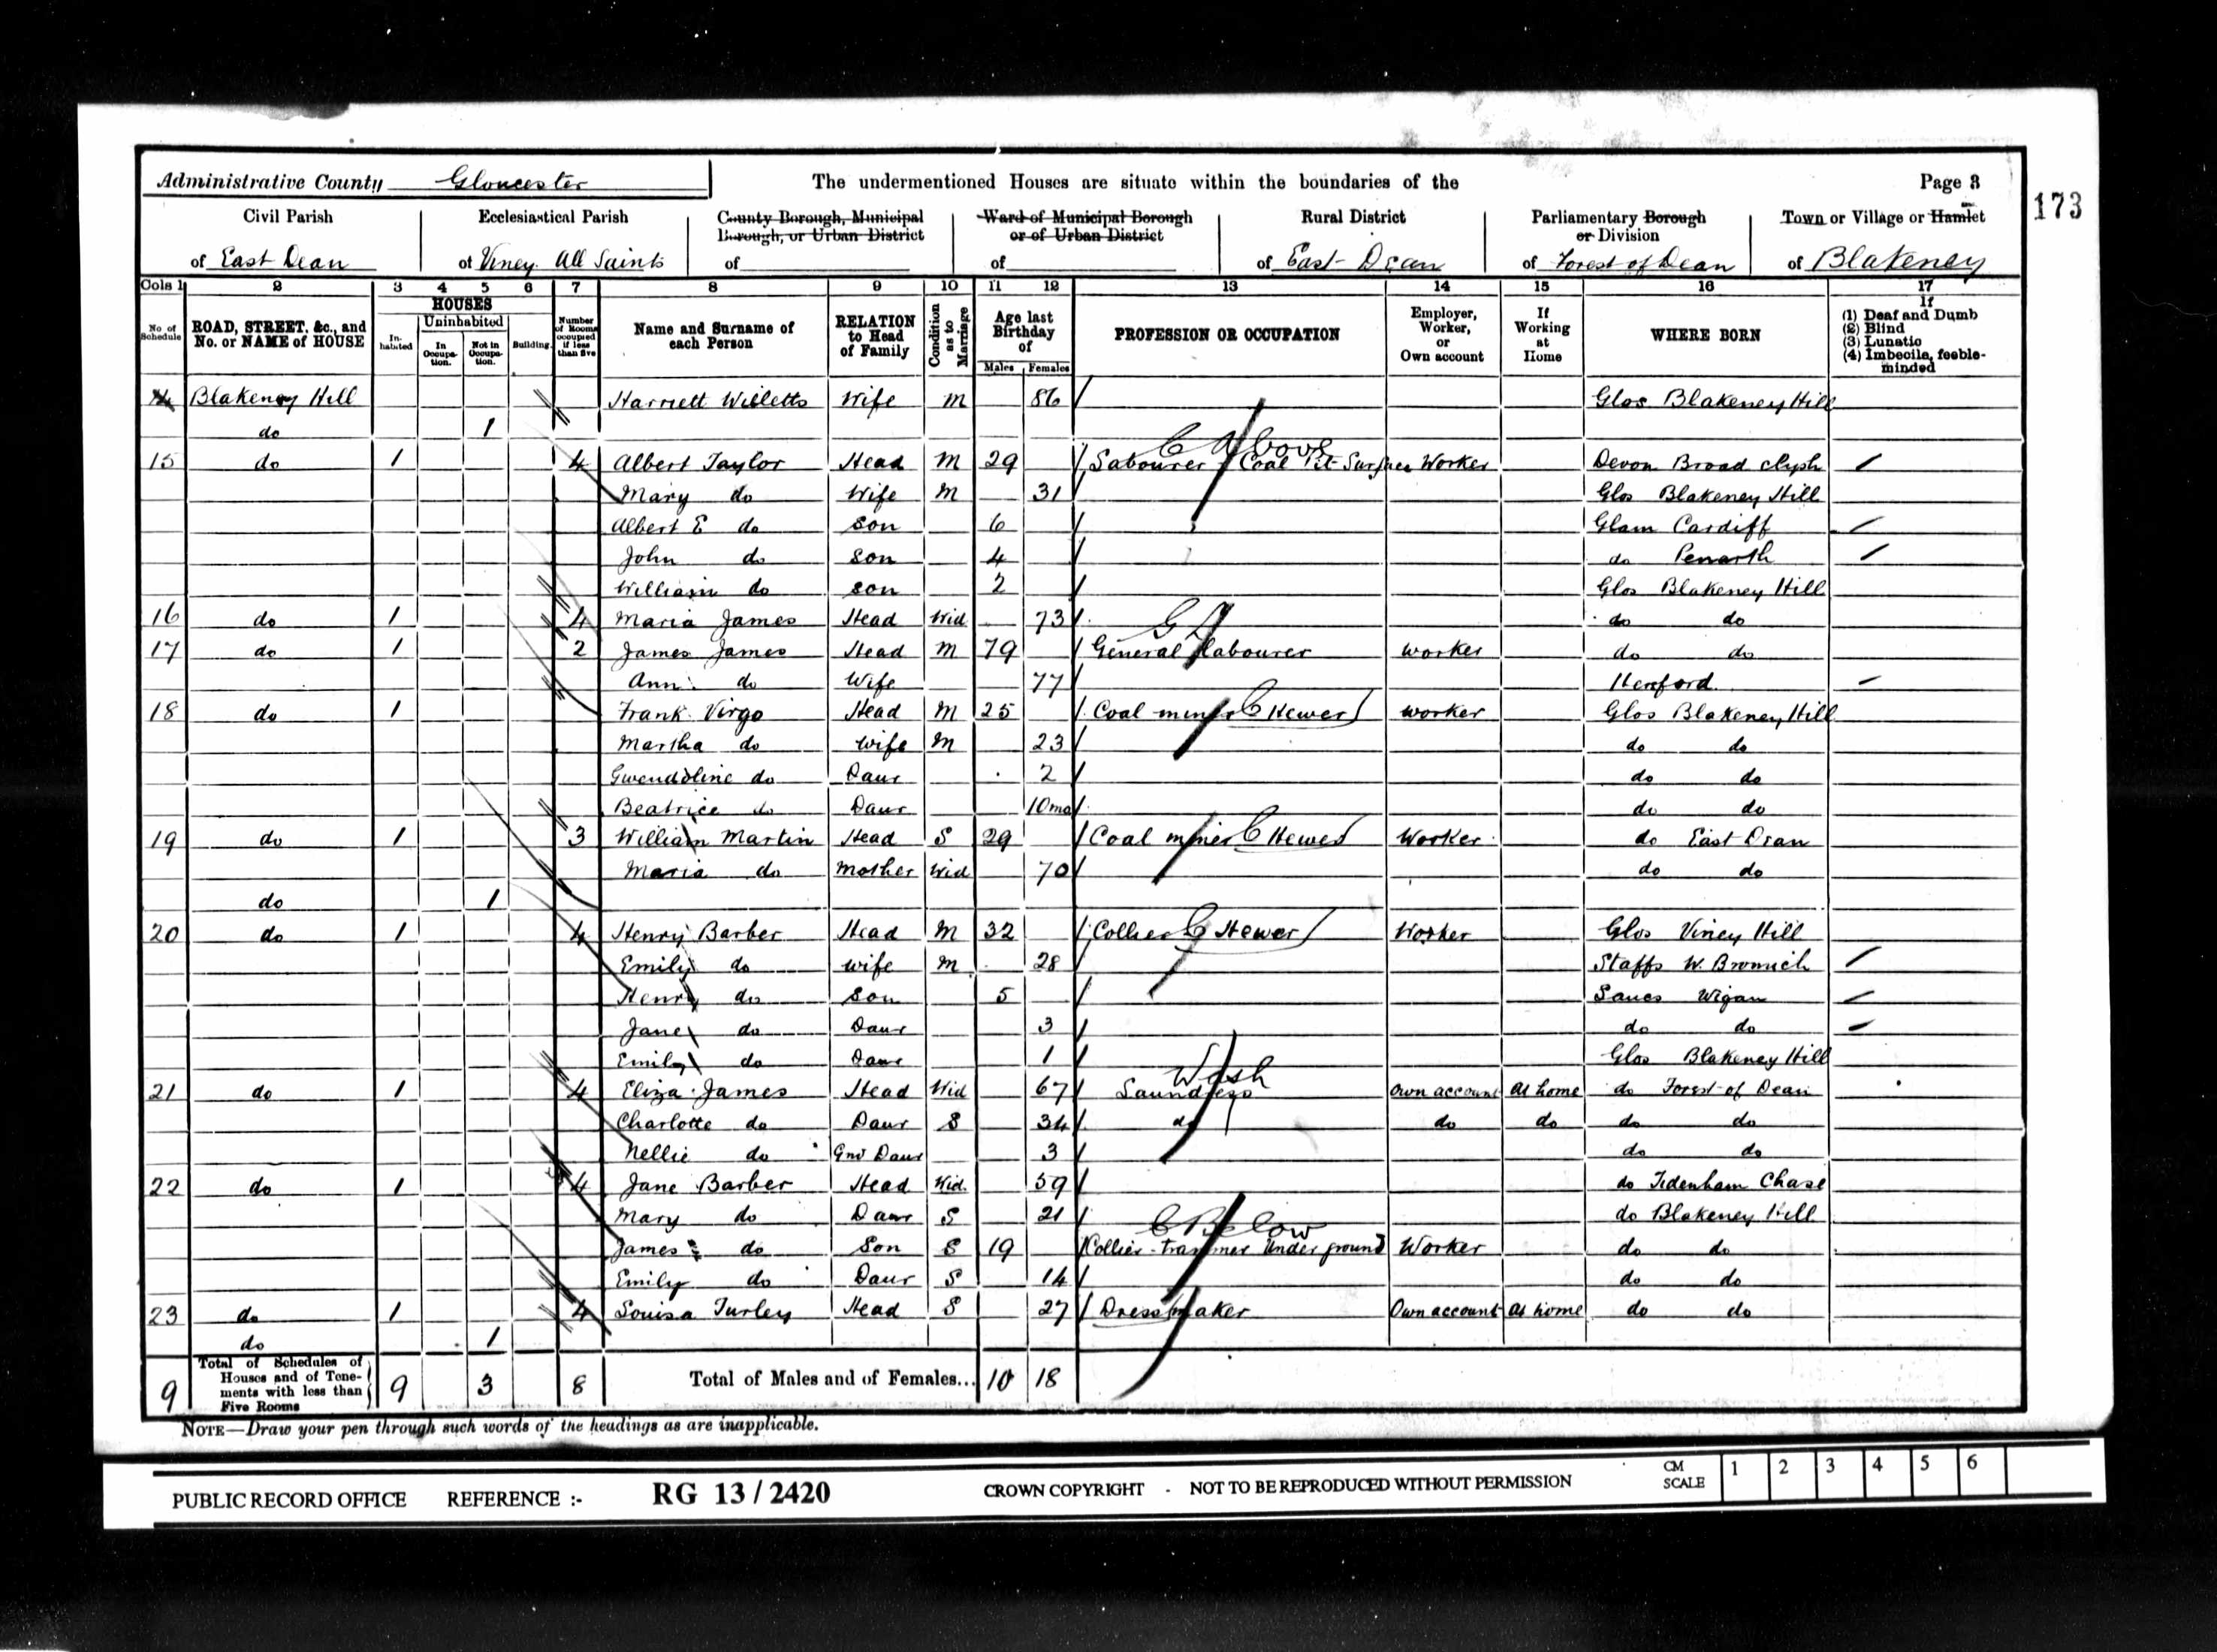 Administrative County Gloucester The undermentioned Houses are situate within the boundaries of the Page 3
173
Civil Parish Ecclesiastical Parish County Borough, Municipal Borough, or Urban District Ward of Municipal Borough or of Urban District Rural District Parliamentary Borough or Division Town or Village or Hamlet
of East Dean of Viney All Saints of of of East Dean of Forest of Dean of Blakeney
Cols 1 2 3 4 5 6 7 8 9 10 11 12 13 14 15 16 17
No. of Schedule ROAD, STREET, &c., and No. or NAME of HOUSE HOUSES Inhabited Uninhabited In Occupation. Not in Occupation. Building. Number of Rooms occupied if less than five Name and Surname of each Person RELATION to Head of Family Condition as to Marriage Age last Birthday of Males Females PROFESSION OR OCCUPATION Employer, Worker, or Own account If Working at Home WHERE BORN If (1) Deaf and Dumb (2) Blind (3) Lunatic (4) Imbecile, feeble-minded
Blakeney Hill Harriett Willetts Wife M 86 Glos Blakeney Hill
do 1
C Above
15 do 1 4 Albert Taylor Head M 29 Labourer Coal Pit Surface Worker Devon Broad Clysh
Mary do Wife M 31 Glos Blakeney Hill
Albert E do Son 6 Glam Cardiff
John do Son 4 do Penarth
William do Son 2 Glos Blakeney Hill
16 do 1 4 Maria James Head Wid 73 do do
G L
17 do 1 2 James James Head M 79 General labourer Worker do do
Ann do Wife 77 Hereford
18 do 1 Frank Virgo Head M 25 Coal miner C Hewer Worker Glos Blakeney Hill
Martha do Wife M 23 do do
Gwendoline do Daur 2 do do
Beatrice do Daur 10mo do do
19 do 1 3 William Martin Head S 29 Coal miner C Hewer Worker do East Dean
Maria do Mother Wid 70 do do
do 1
20 do 1 4 Henry Barber Head M 32 Collier C Hewer Worker Glos Viney Hill
Emily do Wife M 28 Staffs W. Bromich
Henry do Son 5 Lancs Wigan
Jane do Daur 3 do do
Emily do Daur 1 Glos Blakeney Hill
Wash
21 do 1 4 Eliza James Head Wid 67 Laundress Own account At home do Forest of Dean
Charlotte do Daur S 34 do do do do do
Nellie do Gnd Daur 3 do do
22 do 1 4 Jane Barber Head Wid. 59 do Tidenham Chase
Mary do Daur S 21 do Blakeney Hill
C Below
James do Son S 19 Collier - trammer Under ground Worker do do
Emily do Daur S 14 do do
23 do 1 4 Louisa Turley Head S 27 Dressmaker Own account At home do do
do 1
9 Total of Schedules of Houses and of Tenements with less than Five Rooms 9 3 8 Total of Males and of Females... 10 18
NOTE—Draw your pen through such words of the headings as are inapplicable.
PUBLIC RECORD OFFICE REFERENCE :- RG 13 / 2420 CROWN COPYRIGHT - NOT TO BE REPRODUCED WITHOUT PERMISSION CM SCALE 1 2 3 4 5 6